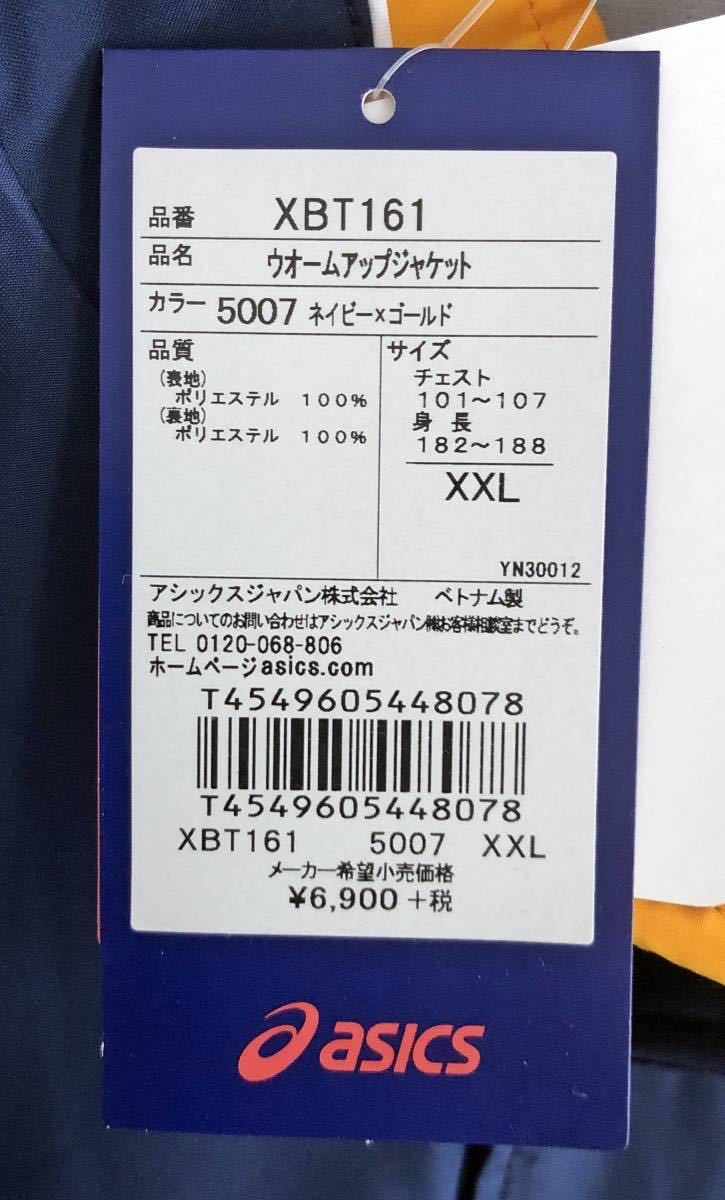 品番 XBT161
品名 ウオームアップジャケット
カラー 5007 ネイビー×ゴールド
品質
(表地)
ポリエステル 100%
(裏地)
ポリエステル 100%
サイズ
チェスト
101～107
身 長
182～188
XXL
YN30012
アシックスジャパン株式会社 ベトナム製
商品についてのお問い合わせはアシックスジャパン㈱お客様相談室までどうぞ。
TEL 0120-068-806
ホームページasics.com
T4549605448078
T4549605448078
XBT161 5007 XXL
メーカー希望小売価格
¥6,900 +税
asics